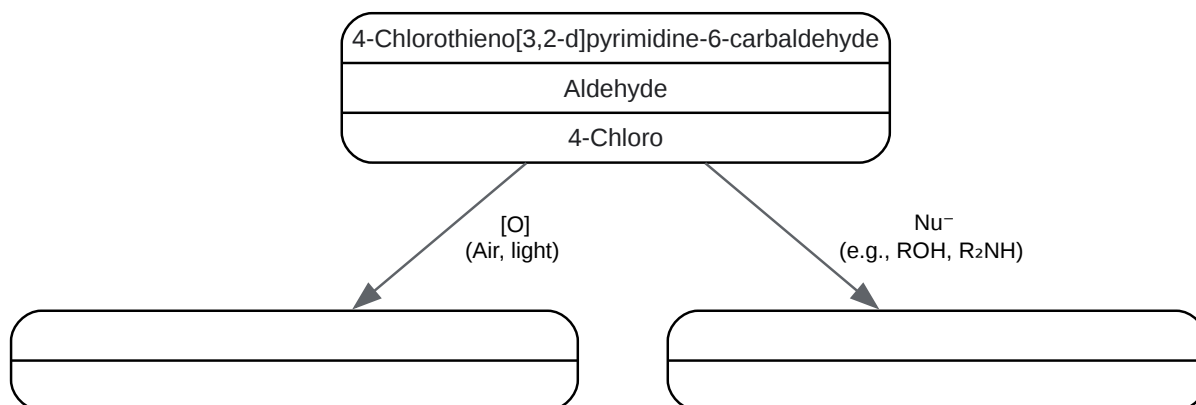 4-Chlorothieno[3,2-d]pyrimidine-6-carbaldehyde
Aldehyde
4-Chloro
[O]
(Air, light)
Nu⁻
(e.g., ROH, R₂NH)